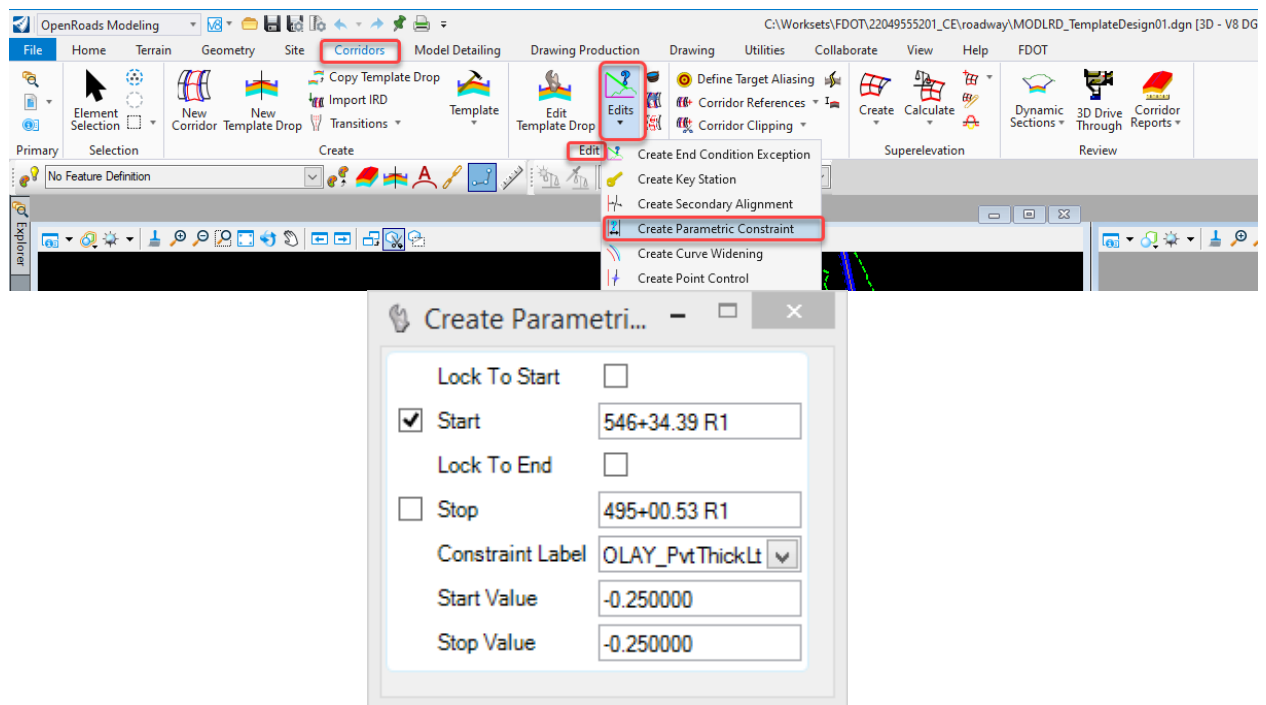 OpenRoads Modeling
C:\Worksets\FDOT\22049555201_CE\roadway\MODLRD_TemplateDesign01.dgn [3D - V8 DG
File Home Terrain Geometry Site Corridors Model Detailing Drawing Production Drawing Utilities Collaborate View Help FDOT
Element Selection
New Corridor
New Template Drop
Copy Template Drop
Import IRD
Transitions
Template
Edit Template Drop
Edits
Define Target Aliasing
Corridor References
Corridor Clipping
Create
Calculate
Dynamic Sections
3D Drive Through
Corridor Reports
Primary Selection Create Edit Superelevation Review
No Feature Definition
Create End Condition Exception
Create Key Station
Create Secondary Alignment
Create Parametric Constraint
Create Curve Widening
Create Point Control
Explorer
Create Parametri...
Lock To Start
Start 546+34.39 R1
Lock To End
Stop 495+00.53 R1
Constraint Label OLAY_PvtThickLt
Start Value -0.250000
Stop Value -0.250000